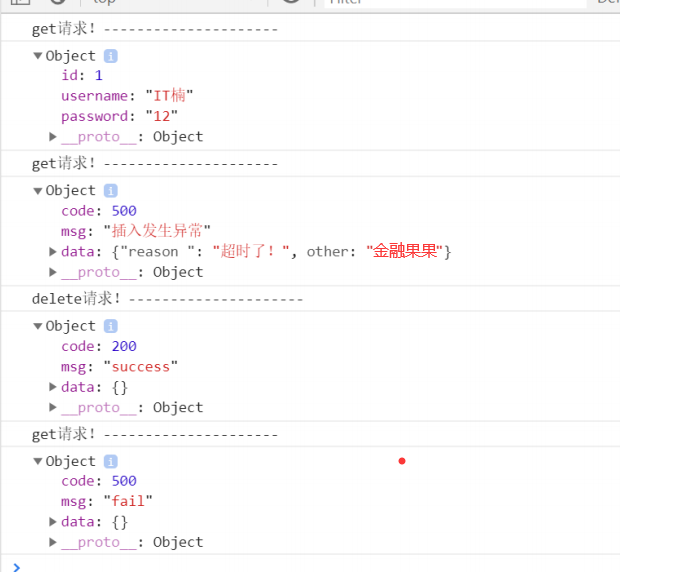 top
get请求!---------------------
Object i
id: 1
username: "IT楠"
password: "12"
__proto__: Object
get请求!---------------------
Object i
code: 500
msg: "插入发生异常"
data: {"reason ": "超时了!", other: "金融果果"}
__proto__: Object
delete请求!---------------------
Object i
code: 200
msg: "success"
data: {}
__proto__: Object
get请求!---------------------
Object i
code: 500
msg: "fail"
data: {}
__proto__: Object